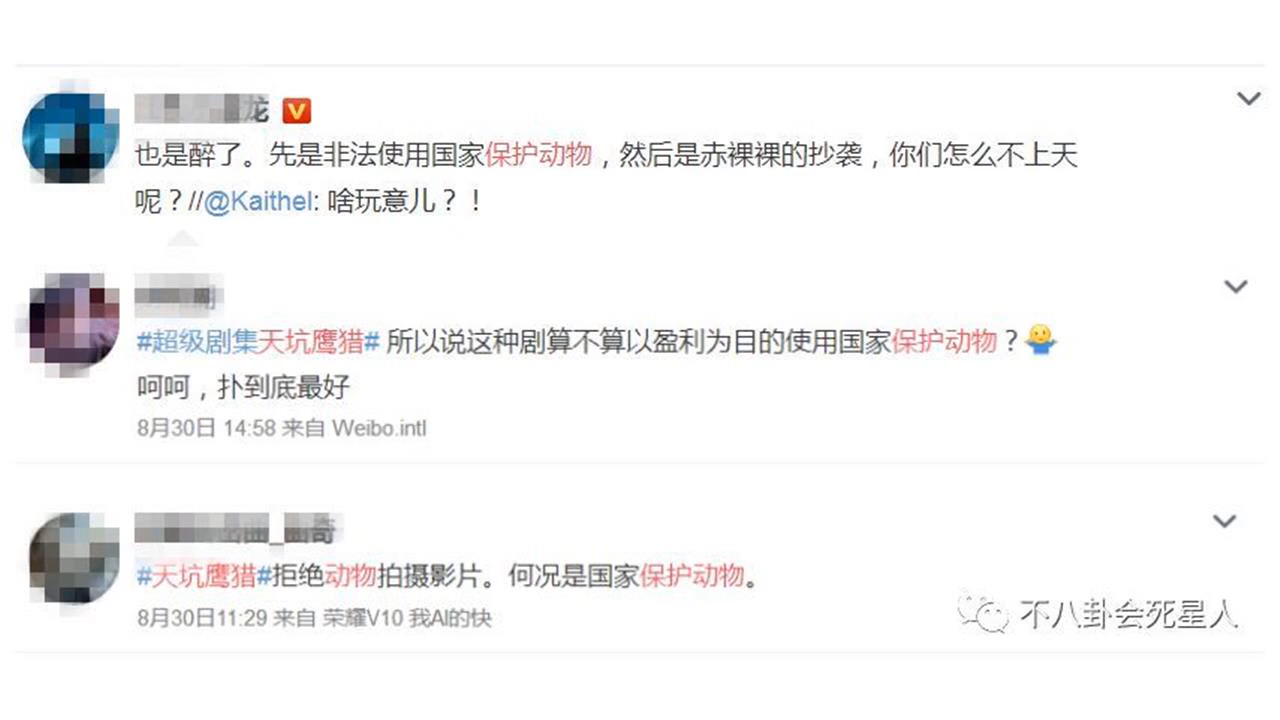 龙
也是醉了。先是非法使用国家保护动物，然后是赤裸裸的抄袭，你们怎么不上天
呢？//@Kaithel: 啥玩意儿？！
#超级剧集天坑鹰猎# 所以说这种剧算不算以盈利为目的使用国家保护动物？
呵呵，扑到底最好
8月30日 14:58 来自 Weibo.intl
#天坑鹰猎#拒绝动物拍摄影片。何况是国家保护动物。
8月30日11:29 来自 荣耀V10 我AI的快
不八卦会死星人